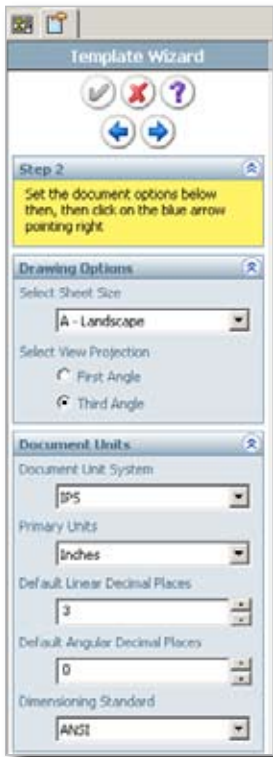 Template Wizard
?
Step 2
Set the document options below
then, then click on the blue arrow
pointing right
Drawing Options
Select Sheet Size
A - Landscape
Select View Projection
First Angle
Third Angle
Document Units
Document Unit System
IPS
Primary Units
Inches
Default Linear Decimal Places
3
Default Angular Decimal Places
0
Dimensioning Standard
ANSI